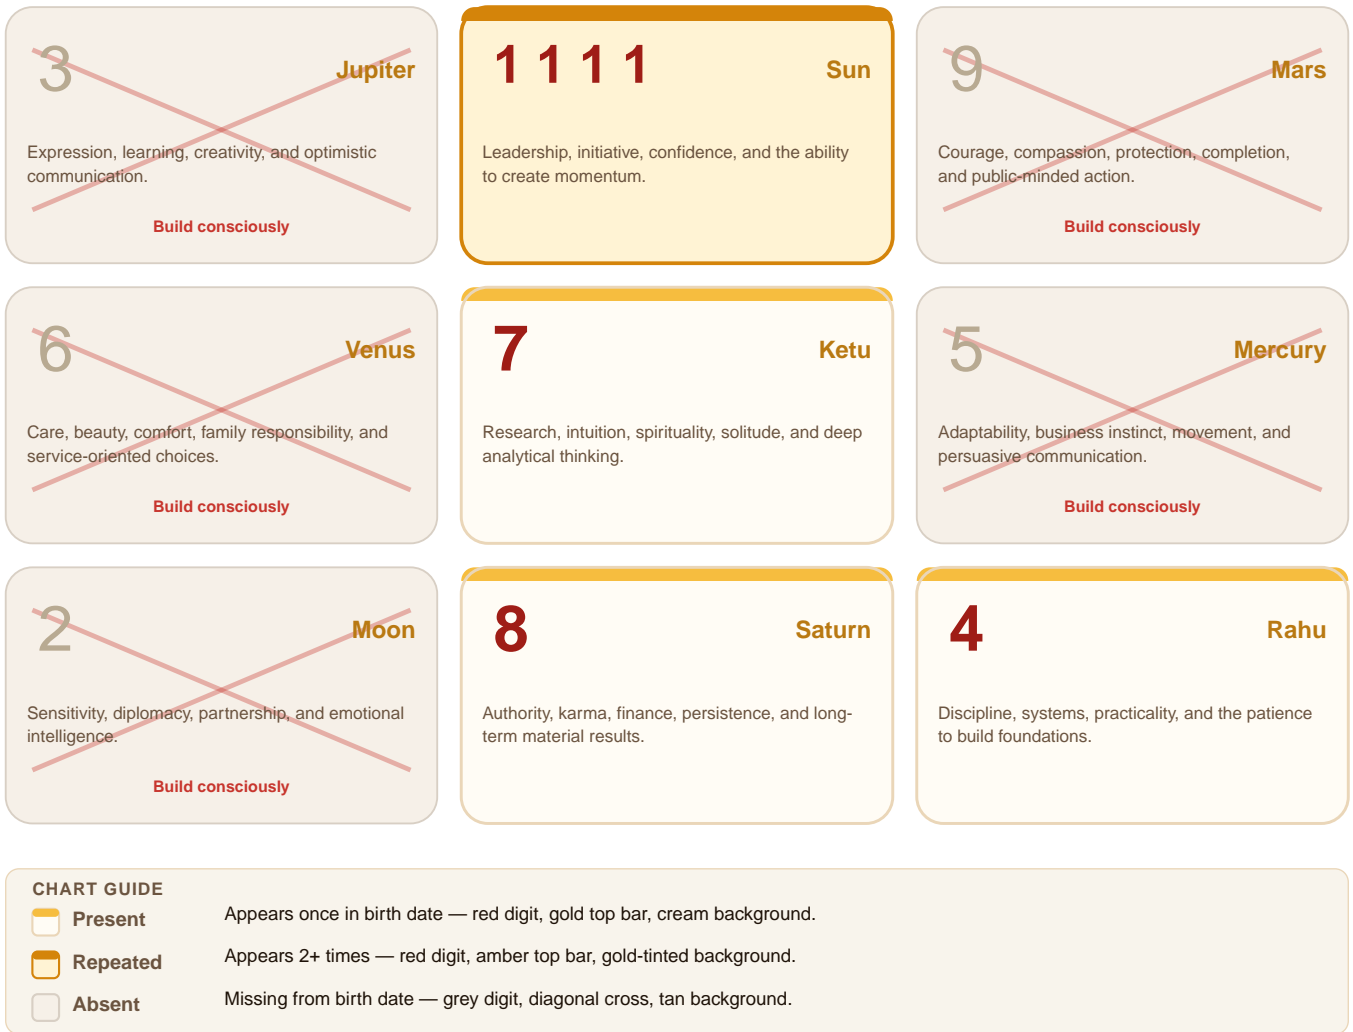 3 Jupiter
Expression, learning, creativity, and optimistic
communication.
Build consciously
1 1 1 1 Sun
Leadership, initiative, confidence, and the ability
to create momentum.
9 Mars
Courage, compassion, protection, completion,
and public-minded action.
Build consciously
6 Venus
Care, beauty, comfort, family responsibility, and
service-oriented choices.
Build consciously
7 Ketu
Research, intuition, spirituality, solitude, and deep
analytical thinking.
5 Mercury
Adaptability, business instinct, movement, and
persuasive communication.
Build consciously
2 Moon
Sensitivity, diplomacy, partnership, and emotional
intelligence.
Build consciously
8 Saturn
Authority, karma, finance, persistence, and long-
term material results.
4 Rahu
Discipline, systems, practicality, and the patience
to build foundations.
CHART GUIDE
Present Appears once in birth date — red digit, gold top bar, cream background.
Repeated Appears 2+ times — red digit, amber top bar, gold-tinted background.
Absent Missing from birth date — grey digit, diagonal cross, tan background.